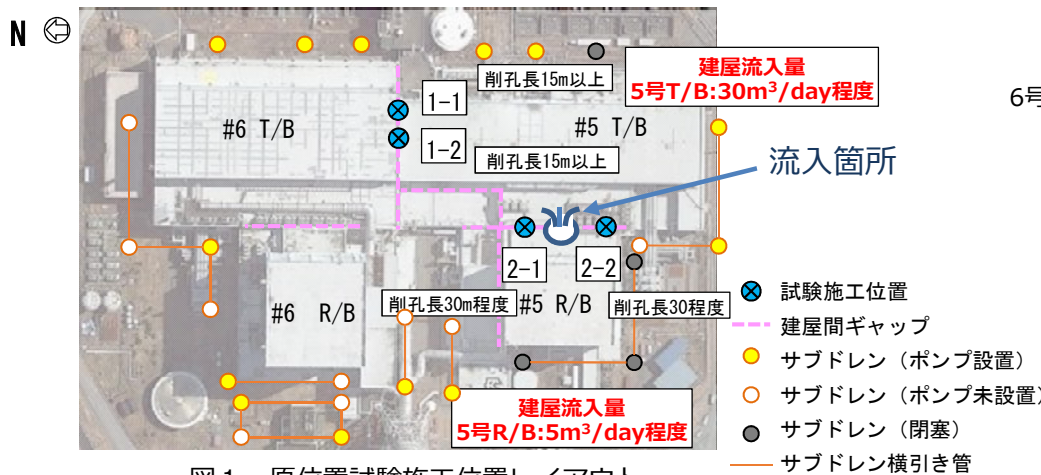 N
建屋流入量
5号T/B:30m³/day程度
削孔長15m以上
6号
1-1
#6 T/B
#5 T/B
1-2
削孔長15m以上
流入箇所
2-1
2-2
削孔長30m程度
#5 R/B
削孔長30程度
#6 R/B
試験施工位置
建屋間ギャップ
サブドレン（ポンプ設置）
サブドレン（ポンプ未設置）
サブドレン（閉塞）
サブドレン横引き管
建屋流入量
5号R/B:5m³/day程度